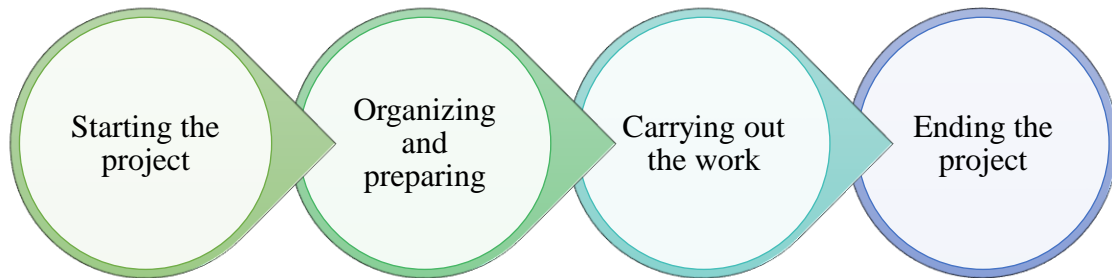 Starting the
project
Organizing
and
preparing
Carrying out
the work
Ending the
project